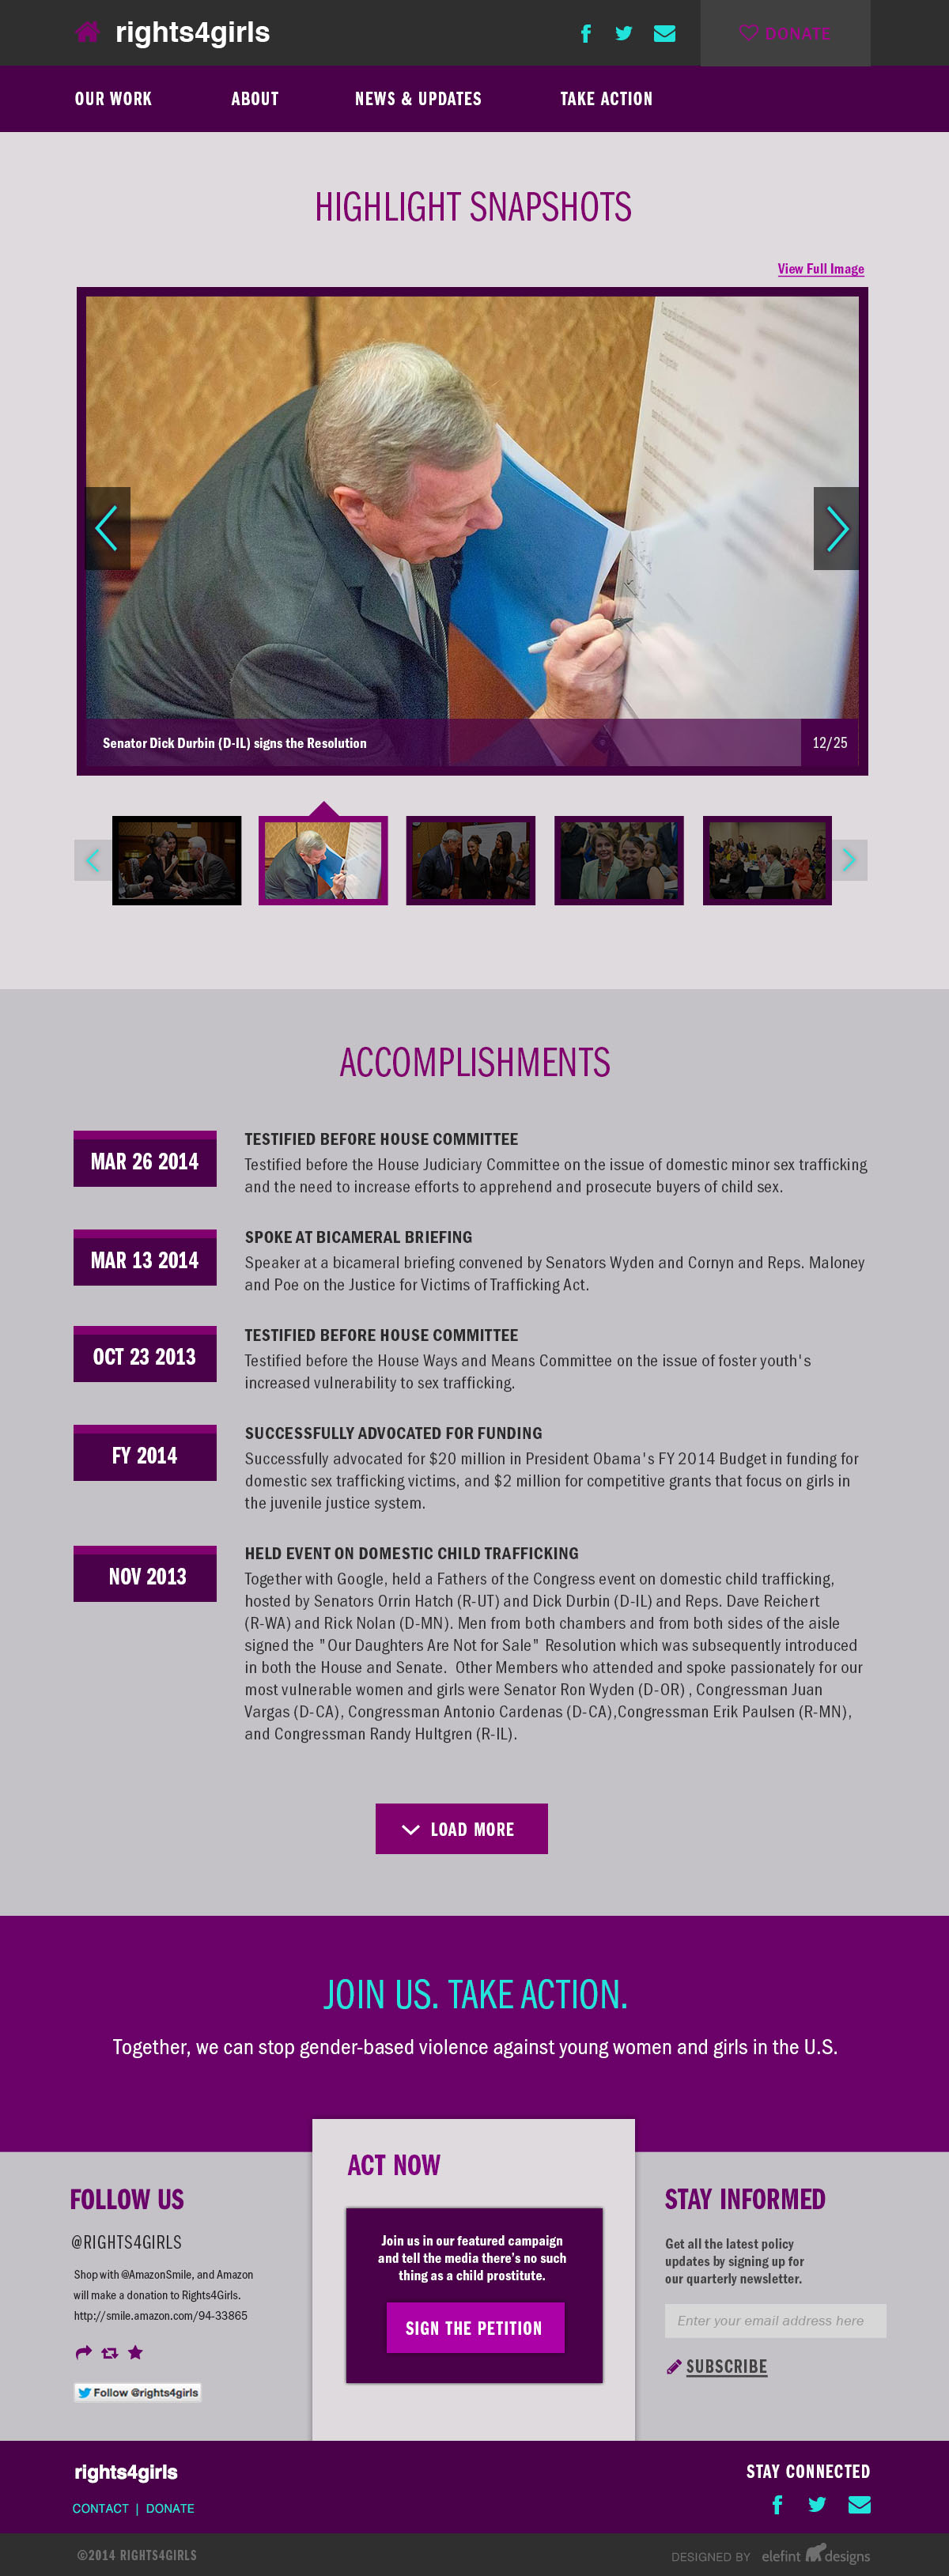 rights4girls
DONATE
OUR WORK
ABOUT
NEWS & UPDATES
TAKE ACTION
HIGHLIGHT SNAPSHOTS
View Full Image
Senator Dick Durbin (D-IL) signs the Resolution
12/25
ACCOMPLISHMENTS
MAR 26 2014
TESTIFIED BEFORE HOUSE COMMITTEE
Testified before the House Judiciary Committee on the issue of domestic minor sex trafficking
and the need to increase efforts to apprehend and prosecute buyers of child sex.
MAR 13 2014
SPOKE AT BICAMERAL BRIEFING
Speaker at a bicameral briefing convened by Senators Wyden and Cornyn and Reps. Maloney
and Poe on the Justice for Victims of Trafficking Act.
OCT 23 2013
TESTIFIED BEFORE HOUSE COMMITTEE
Testified before the House Ways and Means Committee on the issue of foster youth's
increased vulnerability to sex trafficking.
FY 2014
SUCCESSFULLY ADVOCATED FOR FUNDING
Successfully advocated for $20 million in President Obama's FY 2014 Budget in funding for
domestic sex trafficking victims, and $2 million for competitive grants that focus on girls in
the juvenile justice system.
NOV 2013
HELD EVENT ON DOMESTIC CHILD TRAFFICKING
Together with Google, held a Fathers of the Congress event on domestic child trafficking,
hosted by Senators Orrin Hatch (R-UT) and Dick Durbin (D-IL) and Reps. Dave Reichert
(R-WA) and Rick Nolan (D-MN). Men from both chambers and from both sides of the aisle
signed the "Our Daughters Are Not for Sale" Resolution which was subsequently introduced
in both the House and Senate. Other Members who attended and spoke passionately for our
most vulnerable women and girls were Senator Ron Wyden (D-OR) , Congressman Juan
Vargas (D-CA), Congressman Antonio Cardenas (D-CA),Congressman Erik Paulsen (R-MN),
and Congressman Randy Hultgren (R-IL).
LOAD MORE
JOIN US. TAKE ACTION.
Together, we can stop gender-based violence against young women and girls in the U.S.
FOLLOW US
@RIGHTS4GIRLS
Shop with @AmazonSmile, and Amazon
will make a donation to Rights4Girls.
http://smile.amazon.com/94-33865
Follow @rights4girls
ACT NOW
Join us in our featured campaign
and tell the media there's no such
thing as a child prostitute.
SIGN THE PETITION
STAY INFORMED
Get all the latest policy
updates by signing up for
our quarterly newsletter.
Enter your email address here
SUBSCRIBE
rights4girls
CONTACT | DONATE
STAY CONNECTED
©2014 RIGHTS4GIRLS
DESIGNED BY elefint designs